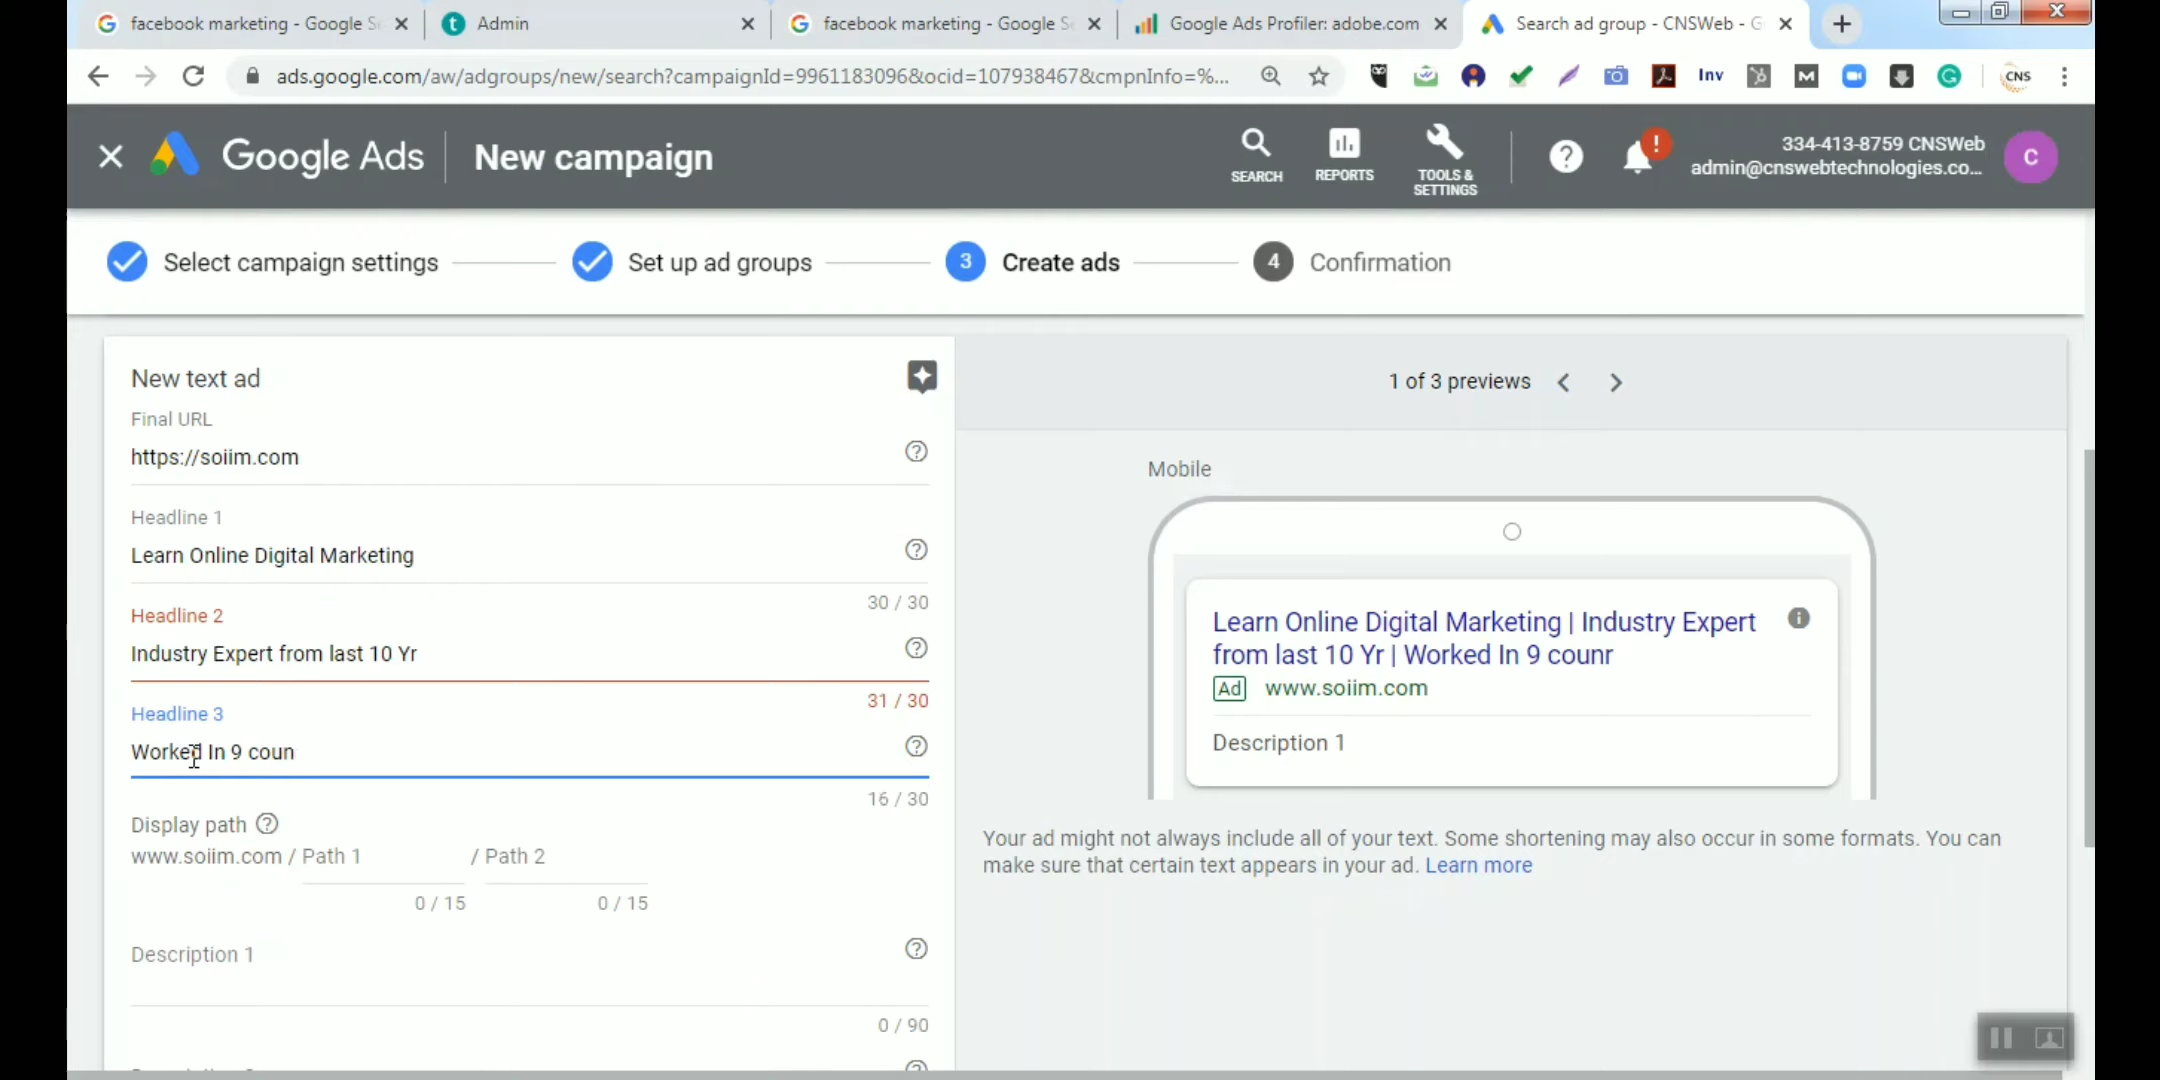 facebook marketing - Google S
Admin
facebook marketing - Google S
Google Ads Profiler: adobe.com
Search ad group - CNSWeb - G
ads.google.com/aw/adgroups/new/search?campaignId=9961183096&ocid=107938467&cmpnInfo=%...
Inv
CNS
Google Ads
New campaign
SEARCH
REPORTS
TOOLS &
SETTINGS
334-413-8759 CNSWeb
admin@cnswebtechnologies.co...
C
Select campaign settings
Set up ad groups
3 Create ads
4 Confirmation
New text ad
Final URL
https://soiim.com
Headline 1
Learn Online Digital Marketing
30 / 30
Headline 2
Industry Expert from last 10 Yr
31 / 30
Headline 3
Worked In 9 coun
16 / 30
Display path
www.soiim.com / Path 1 / Path 2
0 / 15 0 / 15
Description 1
0 / 90
1 of 3 previews
Mobile
Learn Online Digital Marketing | Industry Expert
from last 10 Yr | Worked In 9 counr
Ad www.soiim.com
Description 1
Your ad might not always include all of your text. Some shortening may also occur in some formats. You can
make sure that certain text appears in your ad. Learn more